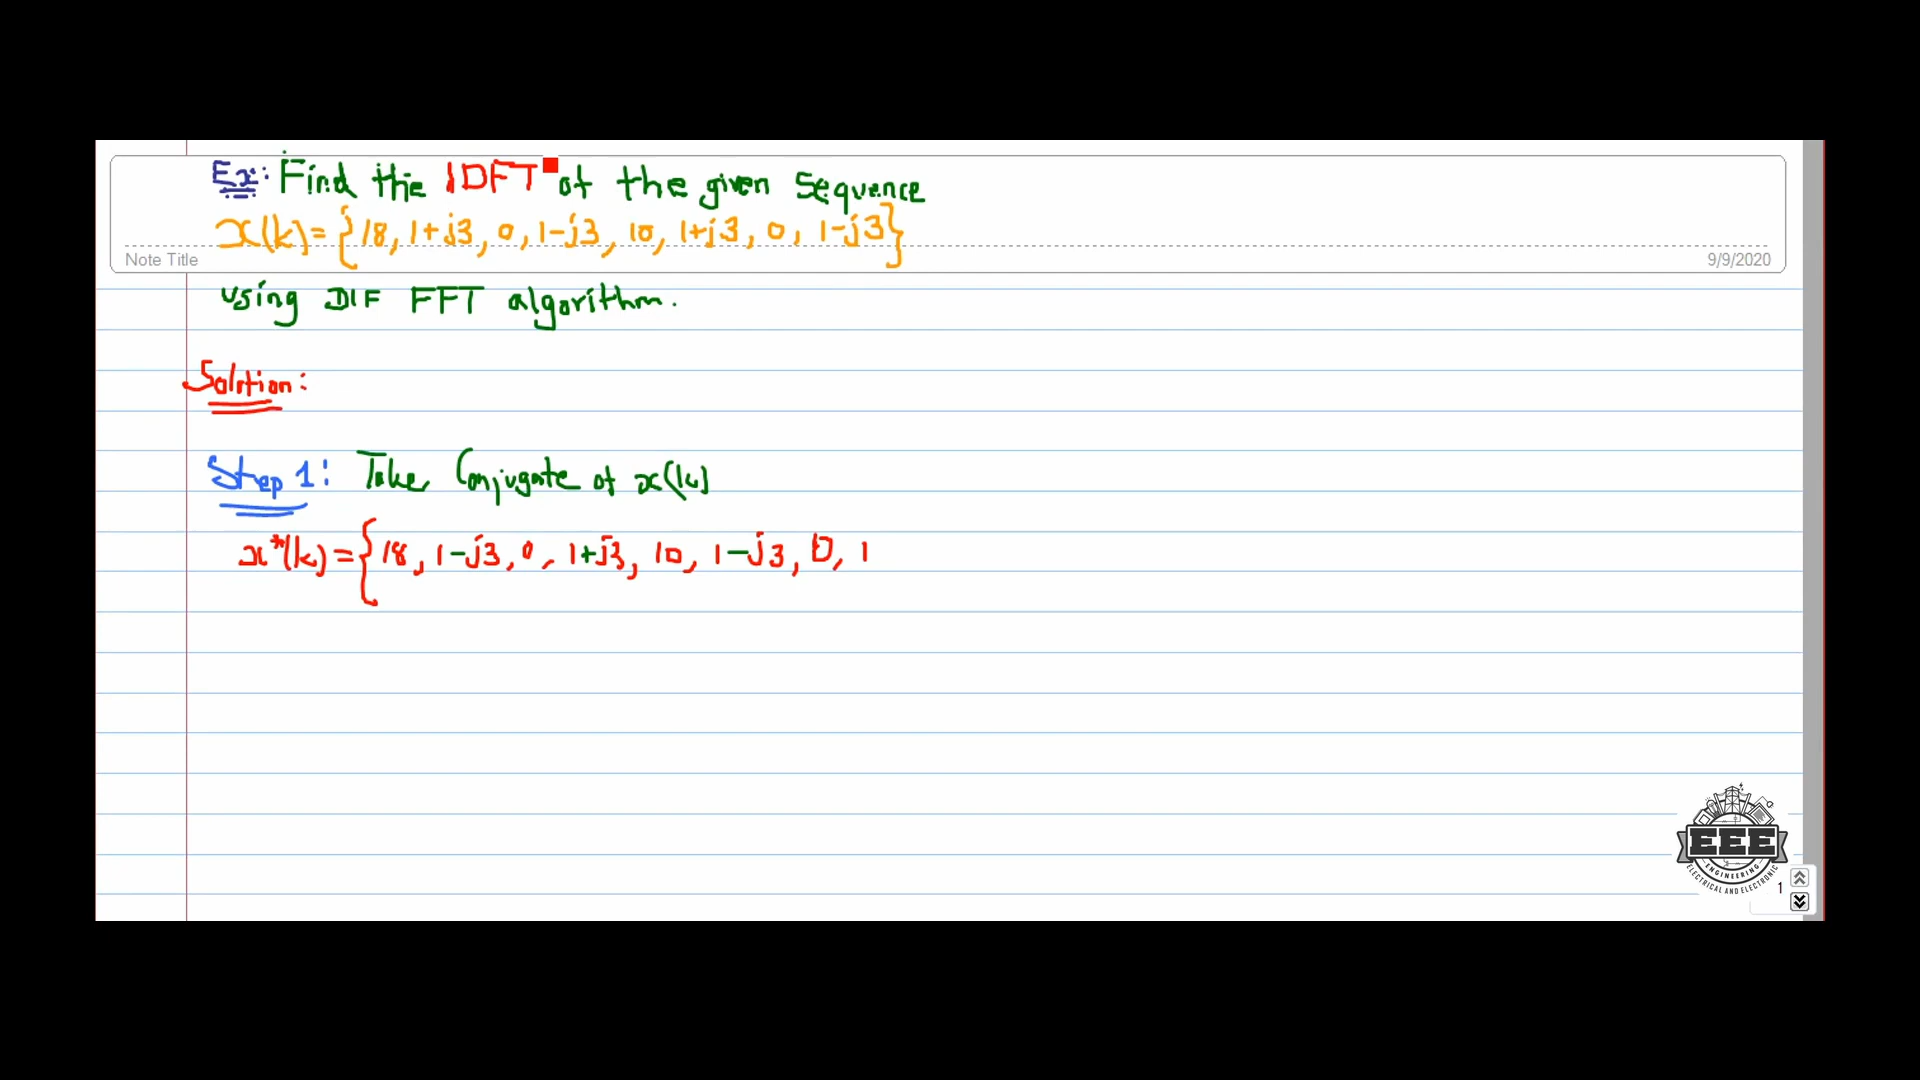 Ex: Find the IDFT of the given sequence
x(k)= {18, 1+j3, 0, 1-j3, 10, 1+j3, 0, 1-j3}
Note Title
9/9/2020
using DIF FFT algorithm.
Solution:
Step 1: Take Conjugate of x(k)
x*(k) = {18, 1-j3, 0, 1+j3, 10, 1-j3, 0, 1
EEE
ENGINEERING
ELECTRICAL AND ELECTRONIC
1